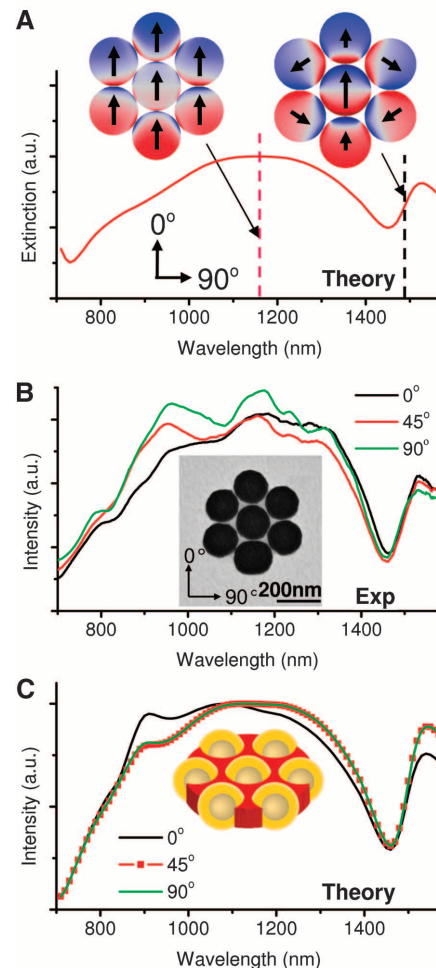 A
Extinction (a.u.)
0°
90°
Theory
800 1000 1200 1400
Wavelength (nm)
B
Intensity (a.u.)
0°
45°
90°
0°
90°
200nm
Exp
800 1000 1200 1400
Wavelength (nm)
C
Intensity (a.u.)
0°
45°
90°
Theory
800 1000 1200 1400
Wavelength (nm)